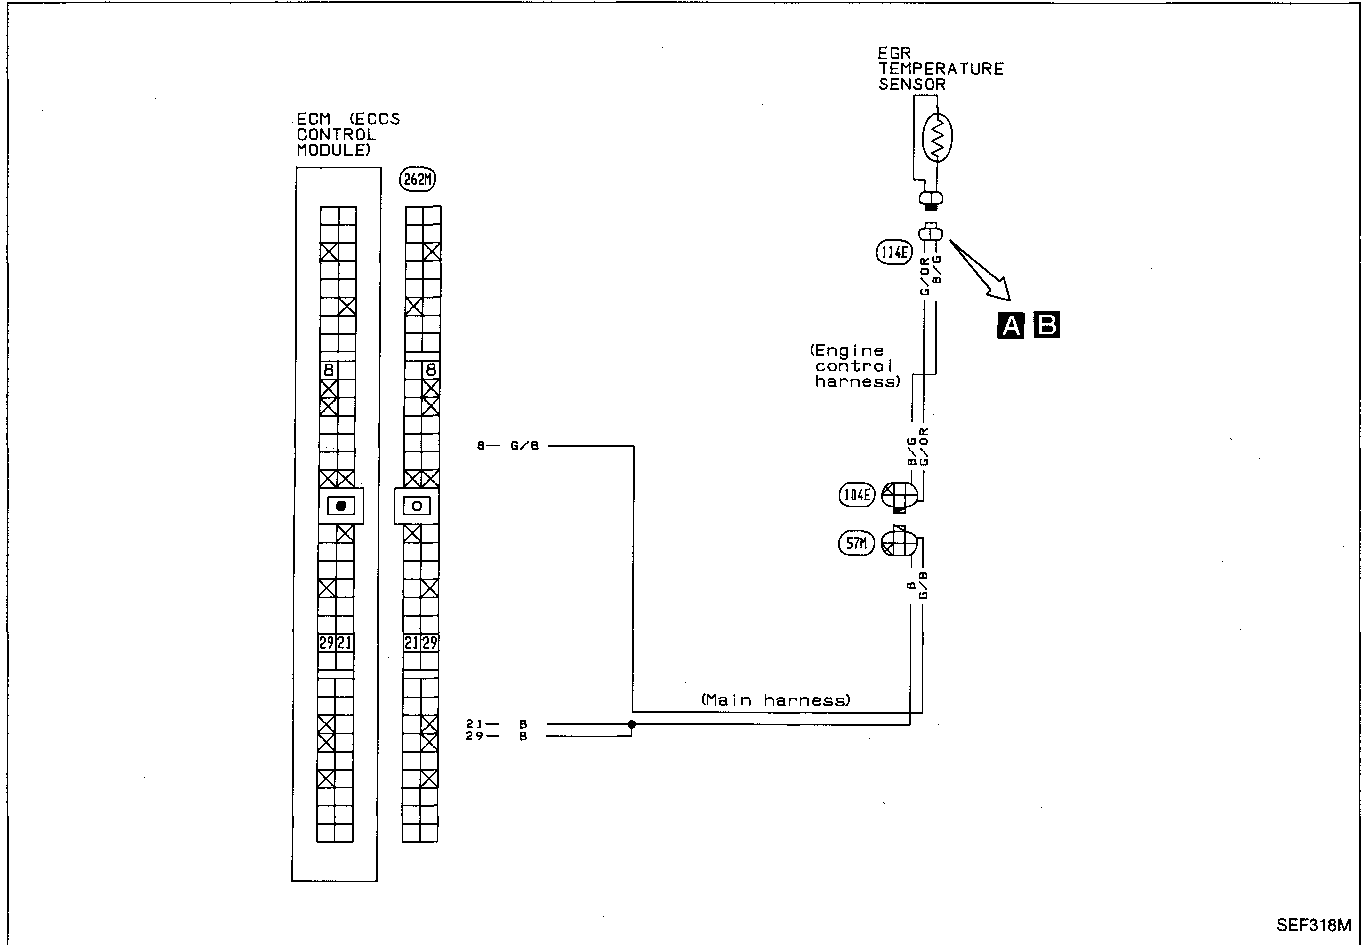 EGR
TEMPERATURE
SENSOR
ECM (ECCS
CONTROL
MODULE)
262M
114E
G/OR
B/G
A B
(Engine
control
harness)
8 8
8 G/B
B/G
G/OR
104E
57M
B
G/B
29 21 21 29
(Main harness)
21 B
29 B
SEF318M